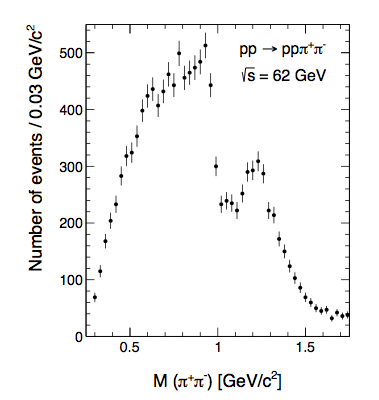 Number of events / 0.03 GeV/c²
500
400
300
200
100
0
pp → ppπ⁺π⁻
√s = 62 GeV
0.5
1
1.5
M (π⁺π⁻) [GeV/c²]